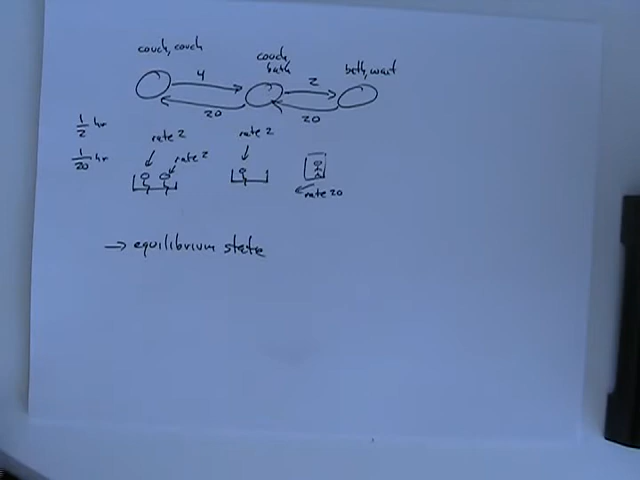 couch, couch
couch,
bath
bath, wait
4
2
20
20
1/2 hr
1/20 hr
rate 2
rate 2
rate 2
rate 20
→ equilibrium state